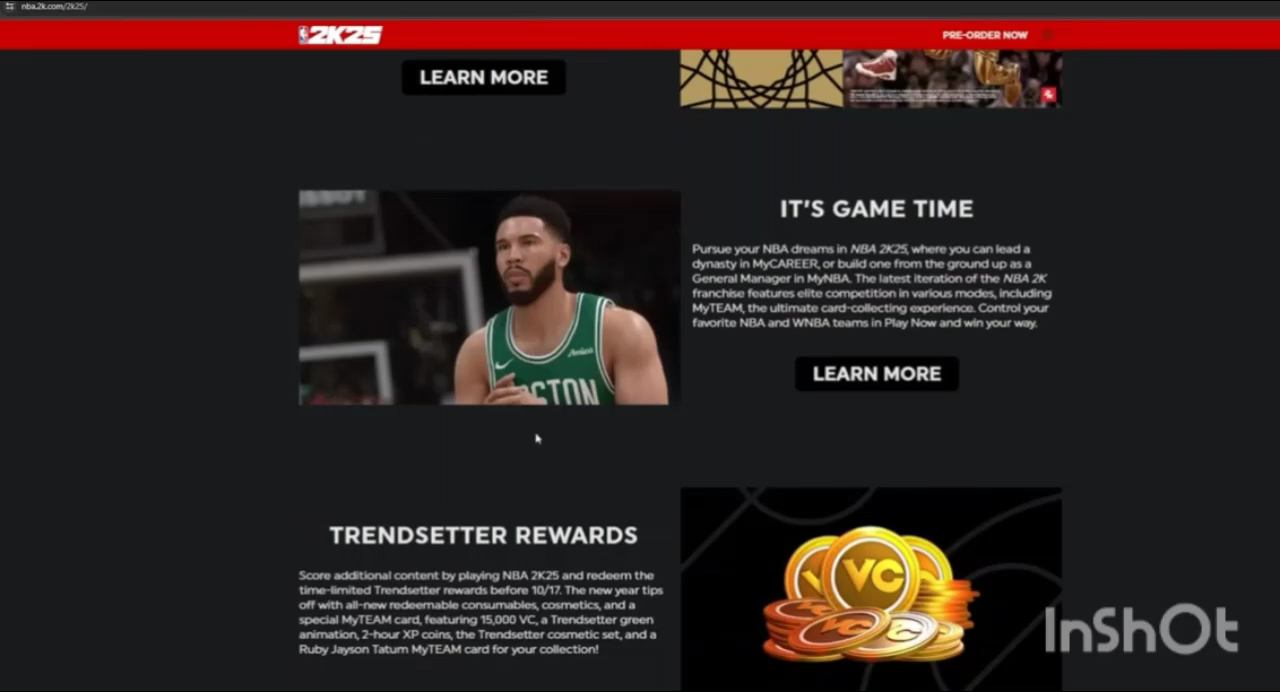 nba.2k.com/2k25/
2K25
PRE-ORDER NOW
LEARN MORE
IT'S GAME TIME
Pursue your NBA dreams in NBA 2K25, where you can lead a
dynasty in MyCAREER, or build one from the ground up as a
General Manager in MyNBA. The latest iteration of the NBA 2K
franchise features elite competition in various modes, including
MyTEAM, the ultimate card-collecting experience. Control your
favorite NBA and WNBA teams in Play Now and win your way.
LEARN MORE
TRENDSETTER REWARDS
Score additional content by playing NBA 2K25 and redeem the
time-limited Trendsetter rewards before 10/17. The new year tips
off with all-new redeemable consumables, cosmetics, and a
special MyTEAM card, featuring 15,000 VC, a Trendsetter green
animation, 2-hour XP coins, the Trendsetter cosmetic set, and a
Ruby Jayson Tatum MyTEAM card for your collection!
VC
VC
InShOt